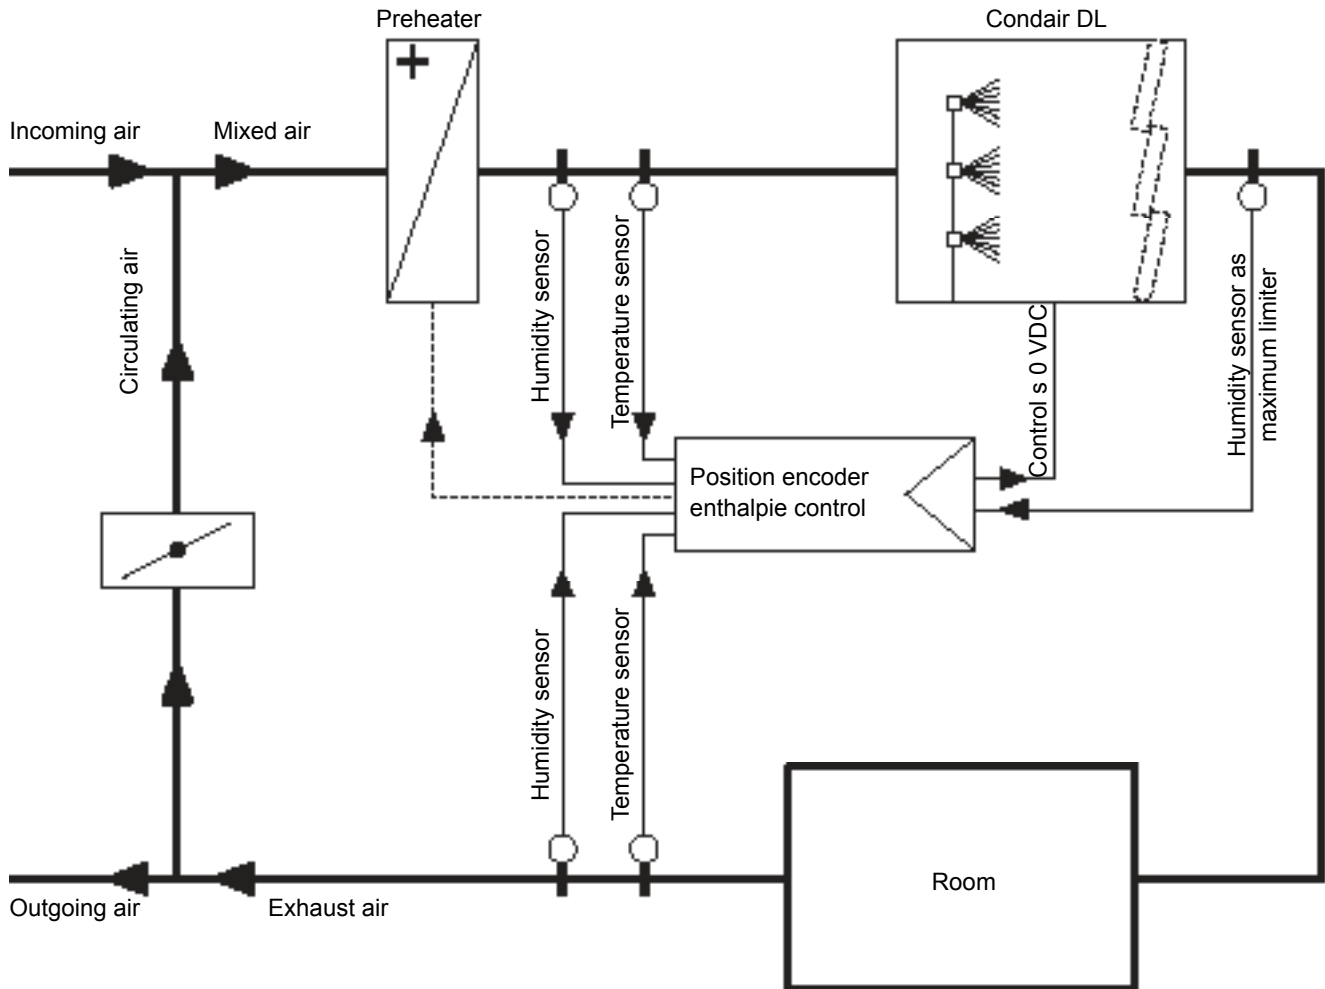 Preheater
Condair DL
Incoming air
Mixed air
Circulating air
Humidity sensor
Temperature sensor
Control s 0 VDC
Humidity sensor as
maximum limiter
Position encoder
enthalpie control
Humidity sensor
Temperature sensor
Room
Outgoing air
Exhaust air